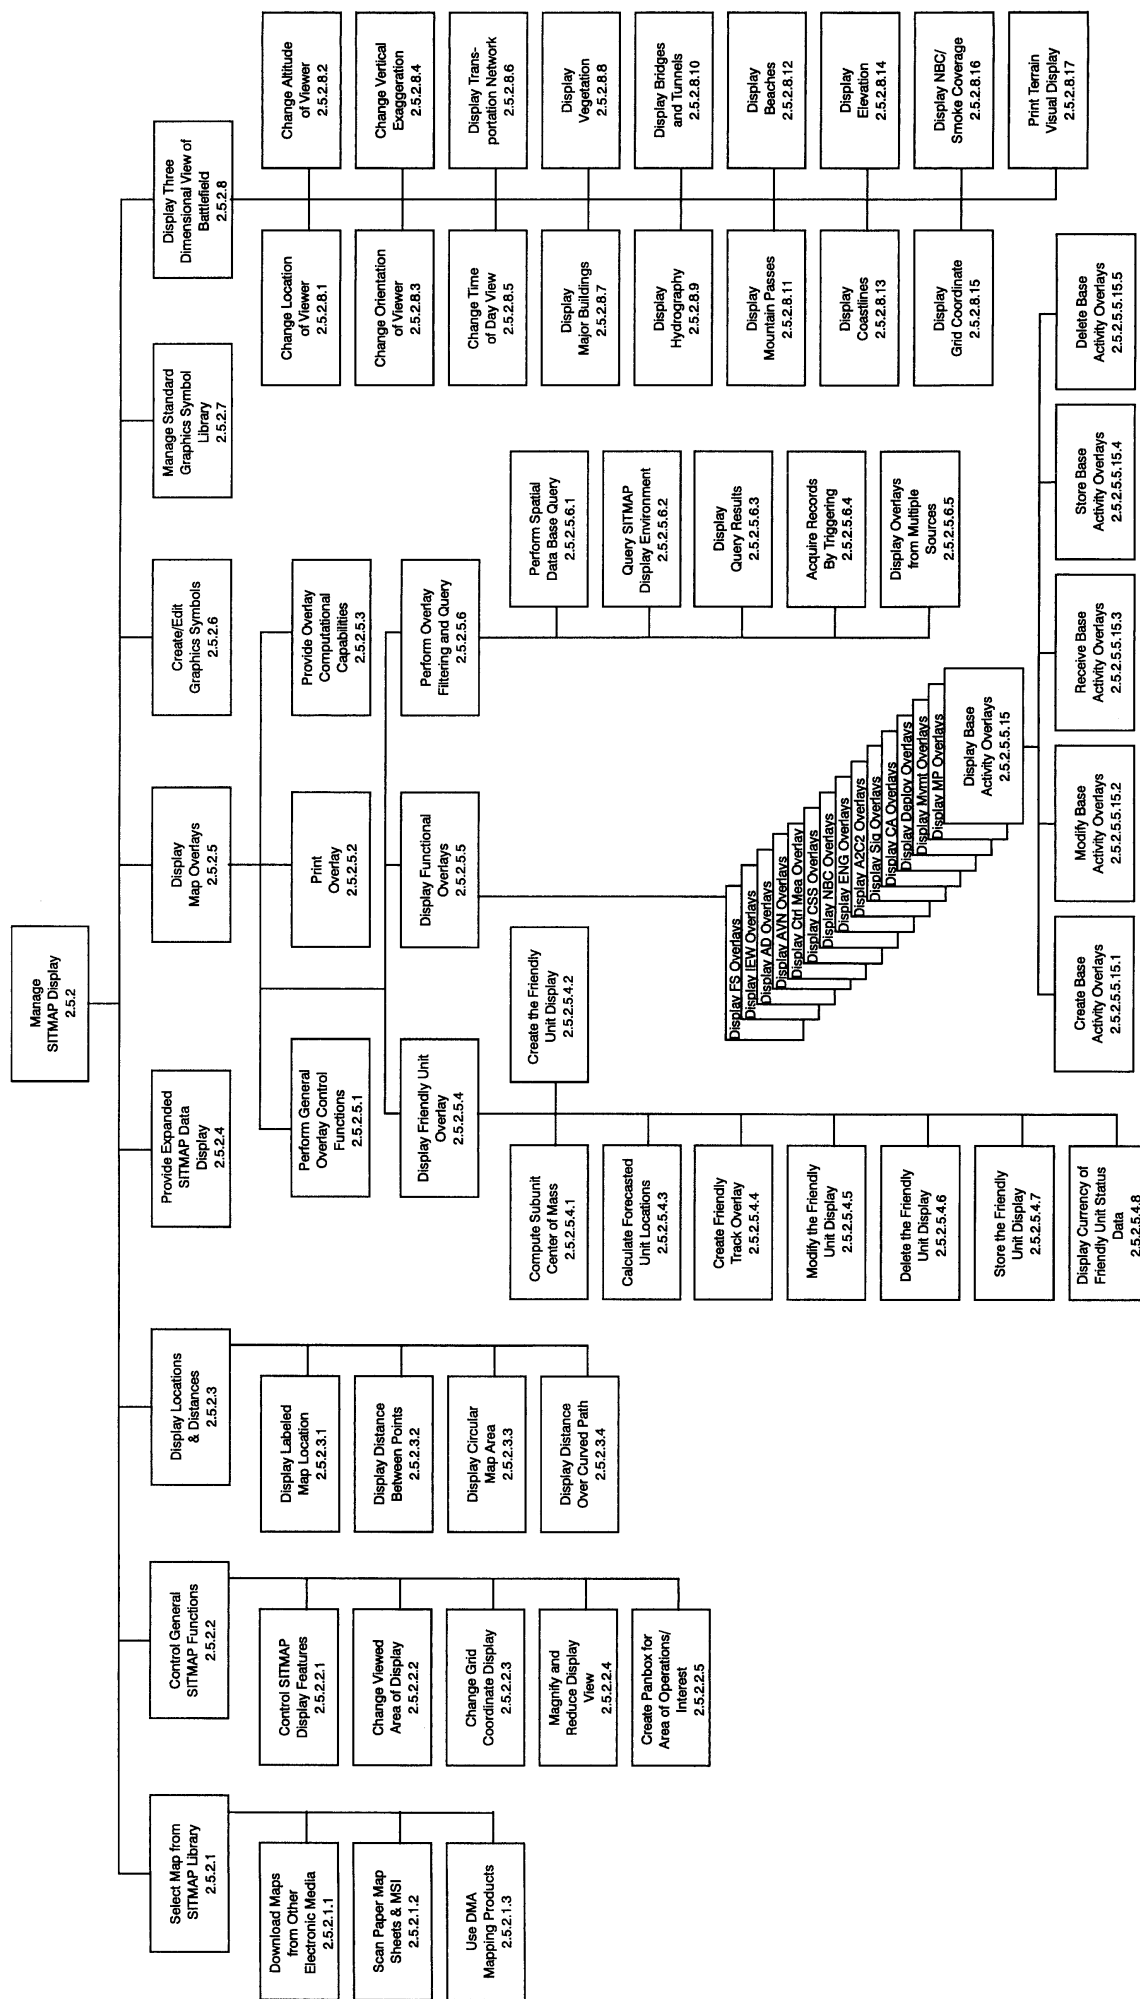 Manage
SITMAP Display
2.5.2
Select Map from
SITMAP Library
2.5.2.1
Download Maps
from Other
Electronic Media
2.5.2.1.1
Scan Paper Map
Sheets & MSI
2.5.2.1.2
Use DMA
Mapping Products
2.5.2.1.3
Control General
SITMAP Functions
2.5.2.2
Control SITMAP
Display Features
2.5.2.2.1
Change Viewed
Area of Display
2.5.2.2.2
Change Grid
Coordinate Display
2.5.2.2.3
Magnify and
Reduce Display
View
2.5.2.2.4
Create Panbox for
Area of Operations/
Interest
2.5.2.2.5
Display Locations
& Distances
2.5.2.3
Display Labeled
Map Location
2.5.2.3.1
Display Distance
Between Points
2.5.2.3.2
Display Circular
Map Area
2.5.2.3.3
Display Distance
Over Curved Path
2.5.2.3.4
Provide Expanded
SITMAP Data
Display
2.5.2.4
Display
Map Overlays
2.5.2.5
Perform General
Overlay Control
Functions
2.5.2.5.1
Print
Overlay
2.5.2.5.2
Provide Overlay
Computational
Capabilities
2.5.2.5.3
Display Friendly Unit
Overlay
2.5.2.5.4
Compute Subunit
Center of Mass
2.5.2.5.4.1
Create the Friendly
Unit Display
2.5.2.5.4.2
Calculate Forecasted
Unit Locations
2.5.2.5.4.3
Create Friendly
Track Overlay
2.5.2.5.4.4
Modify the Friendly
Unit Display
2.5.2.5.4.5
Delete the Friendly
Unit Display
2.5.2.5.4.6
Store the Friendly
Unit Display
2.5.2.5.4.7
Display Currency of
Friendly Unit Status
Data
2.5.2.5.4.8
Display Functional
Overlays
2.5.2.5.5
Display FS Overlays
Display IEW Overlays
Display AD Overlays
Display AVN Overlays
Display Ctrl Mea Overlay
Display CSS Overlays
Display NBC Overlays
Display ENG Overlays
Display A2C2 Overlays
Display Sig Overlays
Display CA Overlays
Display Deploy Overlays
Display Mvmt Overlays
Display MP Overlays
Display Base
Activity Overlays
2.5.2.5.5.15
Create Base
Activity Overlays
2.5.2.5.5.15.1
Modify Base
Activity Overlays
2.5.2.5.5.15.2
Receive Base
Activity Overlays
2.5.2.5.5.15.3
Store Base
Activity Overlays
2.5.2.5.5.15.4
Delete Base
Activity Overlays
2.5.2.5.5.15.5
Perform Overlay
Filtering and Query
2.5.2.5.6
Perform Spatial
Data Base Query
2.5.2.5.6.1
Query SITMAP
Display Environment
2.5.2.5.6.2
Display
Query Results
2.5.2.5.6.3
Acquire Records
By Triggering
2.5.2.5.6.4
Display Overlays
from Multiple
Sources
2.5.2.5.6.5
Create/Edit
Graphics Symbols
2.5.2.6
Manage Standard
Graphics Symbol
Library
2.5.2.7
Display Three
Dimensional View of
Battlefield
2.5.2.8
Change Location
of Viewer
2.5.2.8.1
Change Altitude
of Viewer
2.5.2.8.2
Change Orientation
of Viewer
2.5.2.8.3
Change Vertical
Exaggeration
2.5.2.8.4
Change Time
of Day View
2.5.2.8.5
Display Trans-
portation Network
2.5.2.8.6
Display
Major Buildings
2.5.2.8.7
Display
Vegetation
2.5.2.8.8
Display
Hydrography
2.5.2.8.9
Display Bridges
and Tunnels
2.5.2.8.10
Display
Mountain Passes
2.5.2.8.11
Display
Beaches
2.5.2.8.12
Display
Coastlines
2.5.2.8.13
Display
Elevation
2.5.2.8.14
Display
Grid Coordinate
2.5.2.8.15
Display NBC/
Smoke Coverage
2.5.2.8.16
Print Terrain
Visual Display
2.5.2.8.17